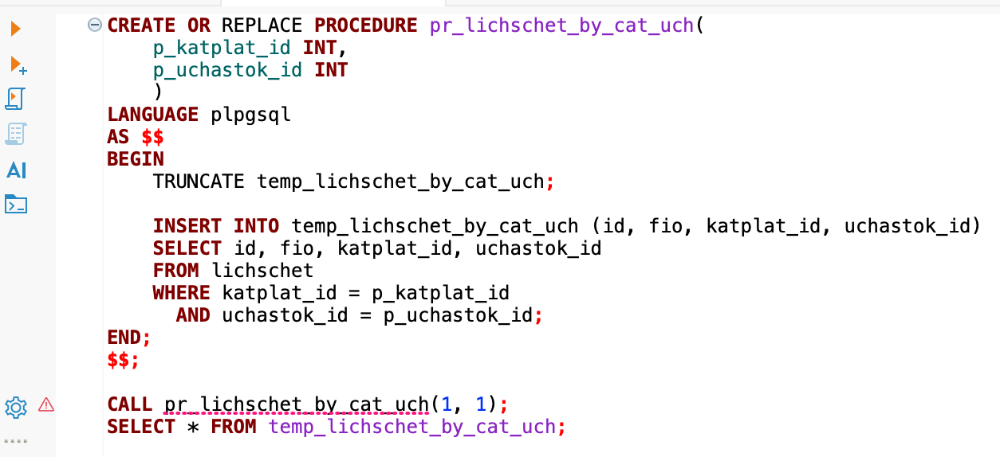 CREATE OR REPLACE PROCEDURE pr_lichschet_by_cat_uch(
    p_katplat_id INT,
    p_uchastok_id INT
    )
LANGUAGE plpgsql
AS $$
BEGIN
    TRUNCATE temp_lichschet_by_cat_uch;
    INSERT INTO temp_lichschet_by_cat_uch (id, fio, katplat_id, uchastok_id)
    SELECT id, fio, katplat_id, uchastok_id
    FROM lichschet
    WHERE katplat_id = p_katplat_id
      AND uchastok_id = p_uchastok_id;
END;
$$;
AI
CALL pr_lichschet_by_cat_uch(1, 1);
SELECT * FROM temp_lichschet_by_cat_uch;